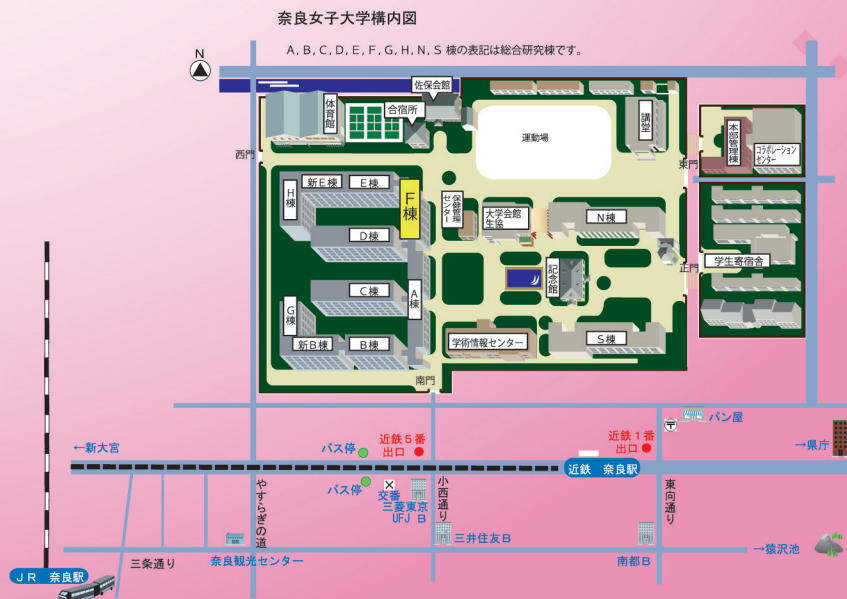 奈良女子大学構内図
A, B, C, D, E, F, G, H, N, S 棟の表記は総合研究棟です。
N
佐保会館
体育館
合宿所
運動場
講堂
本部管理棟
コラボレーション
センター
西門
東門
新E棟
E棟
H棟
F棟
保健管理
センター
大学会館
生協
N棟
D棟
学生寄宿舎
正門
記念館
C棟
A棟
G棟
新B棟
B棟
学術情報センター
S棟
南門
パン屋
〒
←新大宮
バス停
近鉄5番
出口
近鉄1番
出口
→県庁
近鉄 奈良駅
バス停
交番
三菱東京
UFJ B
やすらぎの道
小西通り
東向通り
三井住友B
南都B
→猿沢池
三条通り
奈良観光センター
JR 奈良駅